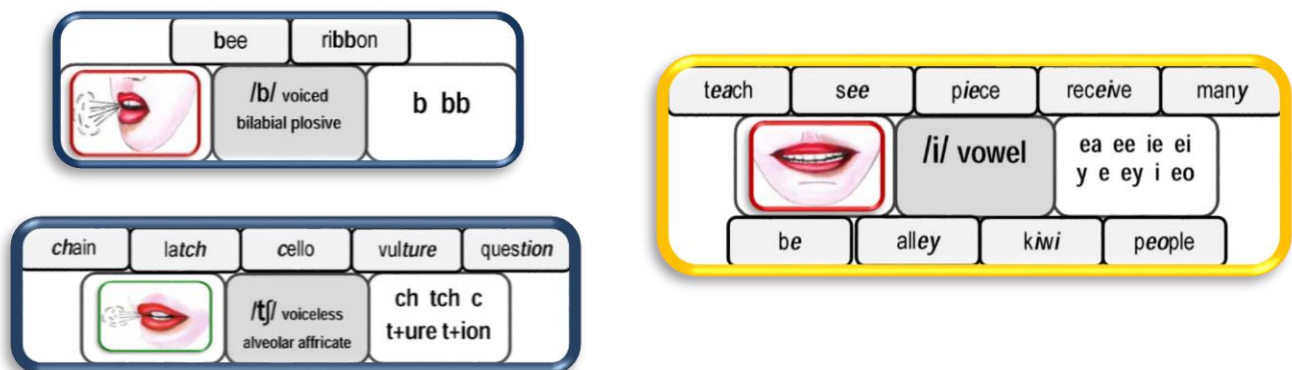 bee ribbon
/b/ voiced
bilabial plosive
b bb
chain latch cello vulture question
/tʃ/ voiceless
alveolar affricate
ch tch c
t+ure t+ion
teach see piece receive many
/i/ vowel
ea ee ie ei
y e ey i eo
be alley kiwi people